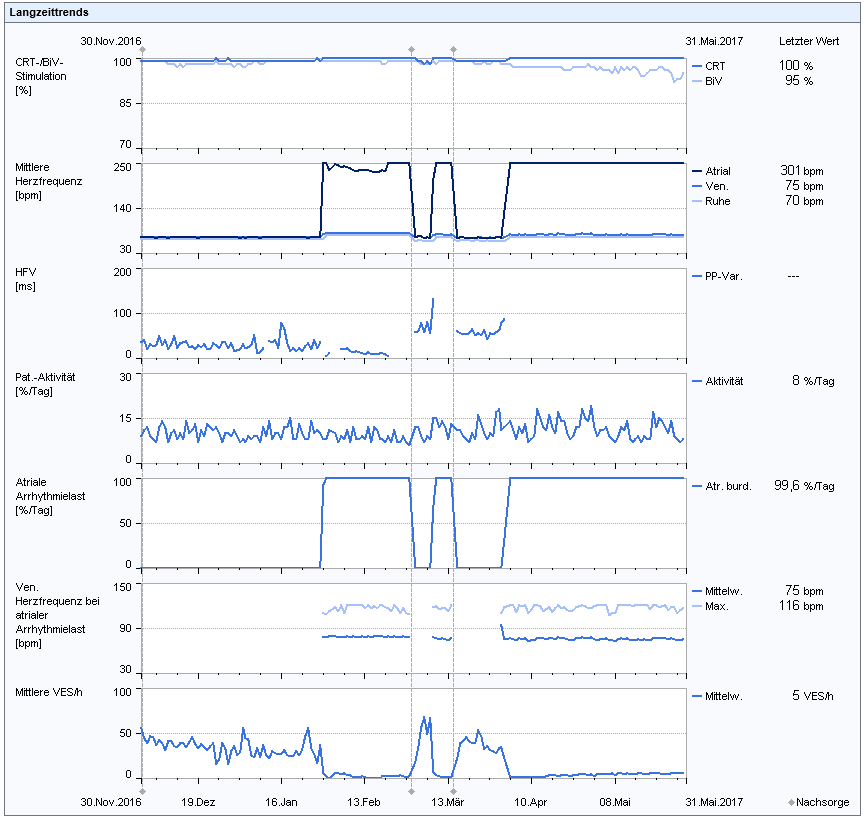 Langzeittrends
30.Nov.2016 31.Mai.2017 Letzter Wert
CRT-/BiV-
Stimulation
[%]
100
85
70
CRT 100 %
BiV 95 %
Mittlere
Herzfrequenz
[bpm]
250
140
30
Atrial 301 bpm
Ven. 75 bpm
Ruhe 70 bpm
HFV
[ms]
200
100
0
PP-Var. ---
Pat.-Aktivität
[%/Tag]
30
15
0
Aktivität 8 %/Tag
Atriale
Arrhythmielast
[%/Tag]
100
50
0
Atr. burd. 99,6 %/Tag
Ven.
Herzfrequenz bei
atrialer
Arrhythmielast
[bpm]
150
90
30
Mittelw. 75 bpm
Max. 116 bpm
Mittlere VES/h
100
50
0
Mittelw. 5 VES/h
30.Nov.2016 19.Dez 16.Jan 13.Feb 13.Mär 10.Apr 08.Mai 31.Mai.2017 Nachsorge